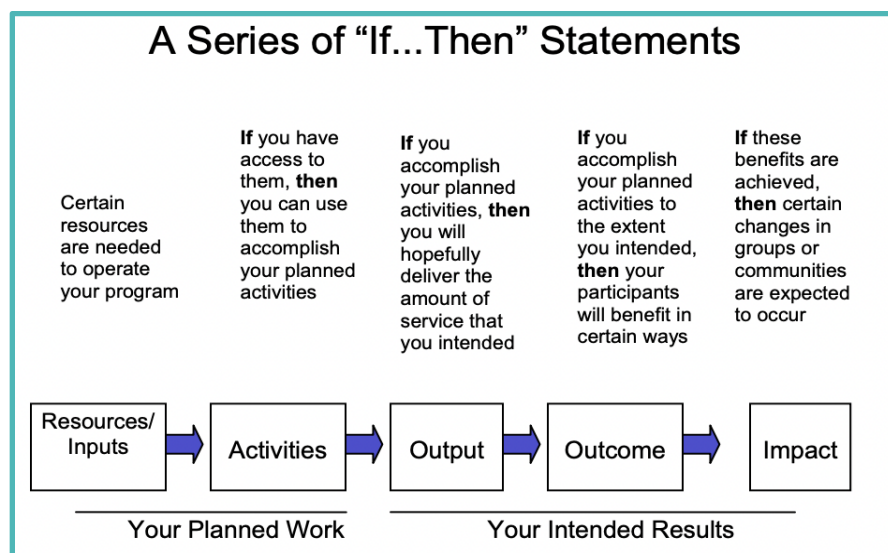 A Series of “If...Then” Statements
Certain
resources
are needed
to operate
your program
If you have
access to
them, then
you can use
them to
accomplish
your planned
activities
If you
accomplish
your planned
activities, then
you will
hopefully
deliver the
amount of
service that
you intended
If you
accomplish
your planned
activities to
the extent
you intended,
then your
participants
will benefit in
certain ways
If these
benefits are
achieved,
then certain
changes in
groups or
communities
are expected
to occur
Resources/
Inputs
Activities
Output
Outcome
Impact
Your Planned Work
Your Intended Results